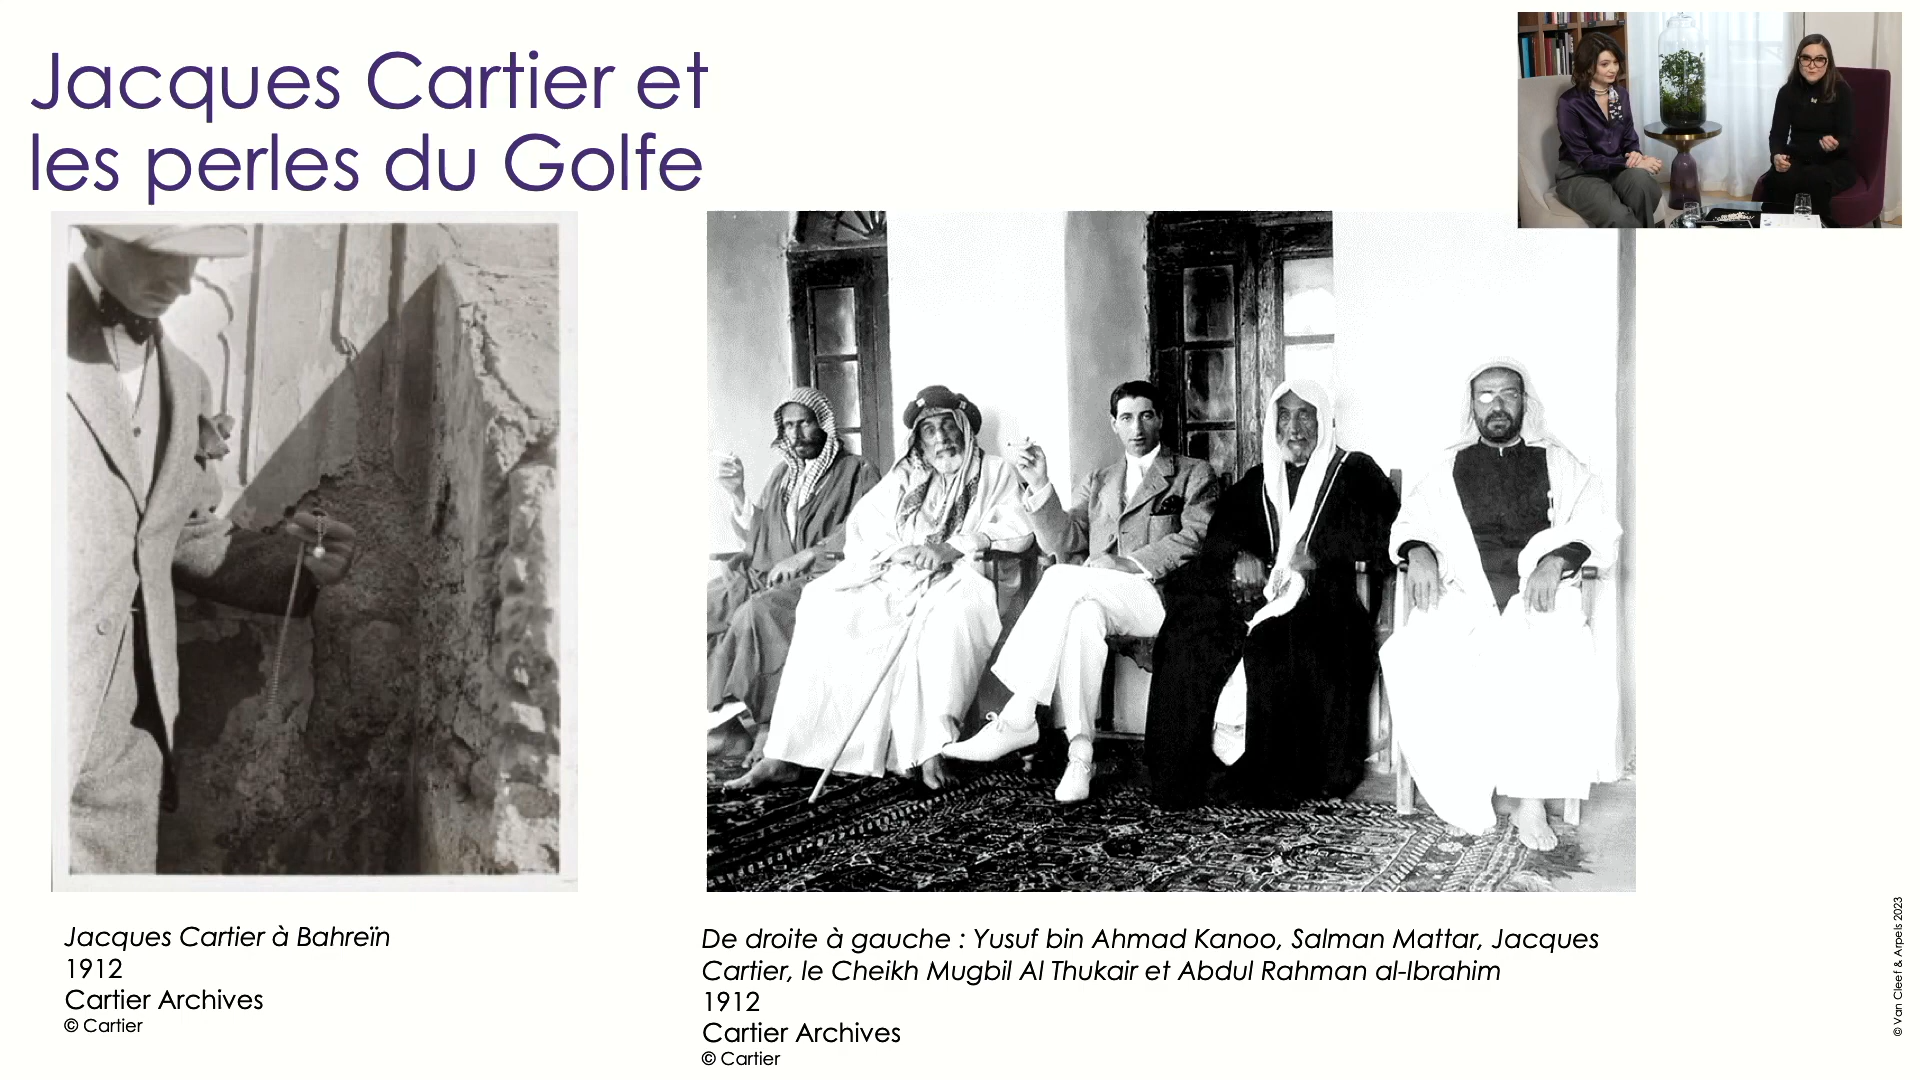 Jacques Cartier et
les perles du Golfe
Jacques Cartier à Bahreïn
1912
Cartier Archives
© Cartier
De droite à gauche : Yusuf bin Ahmad Kanoo, Salman Mattar, Jacques
Cartier, le Cheikh Mugbil Al Thukair et Abdul Rahman al-Ibrahim
1912
Cartier Archives
© Cartier
© Van Cleef & Arpels 2023